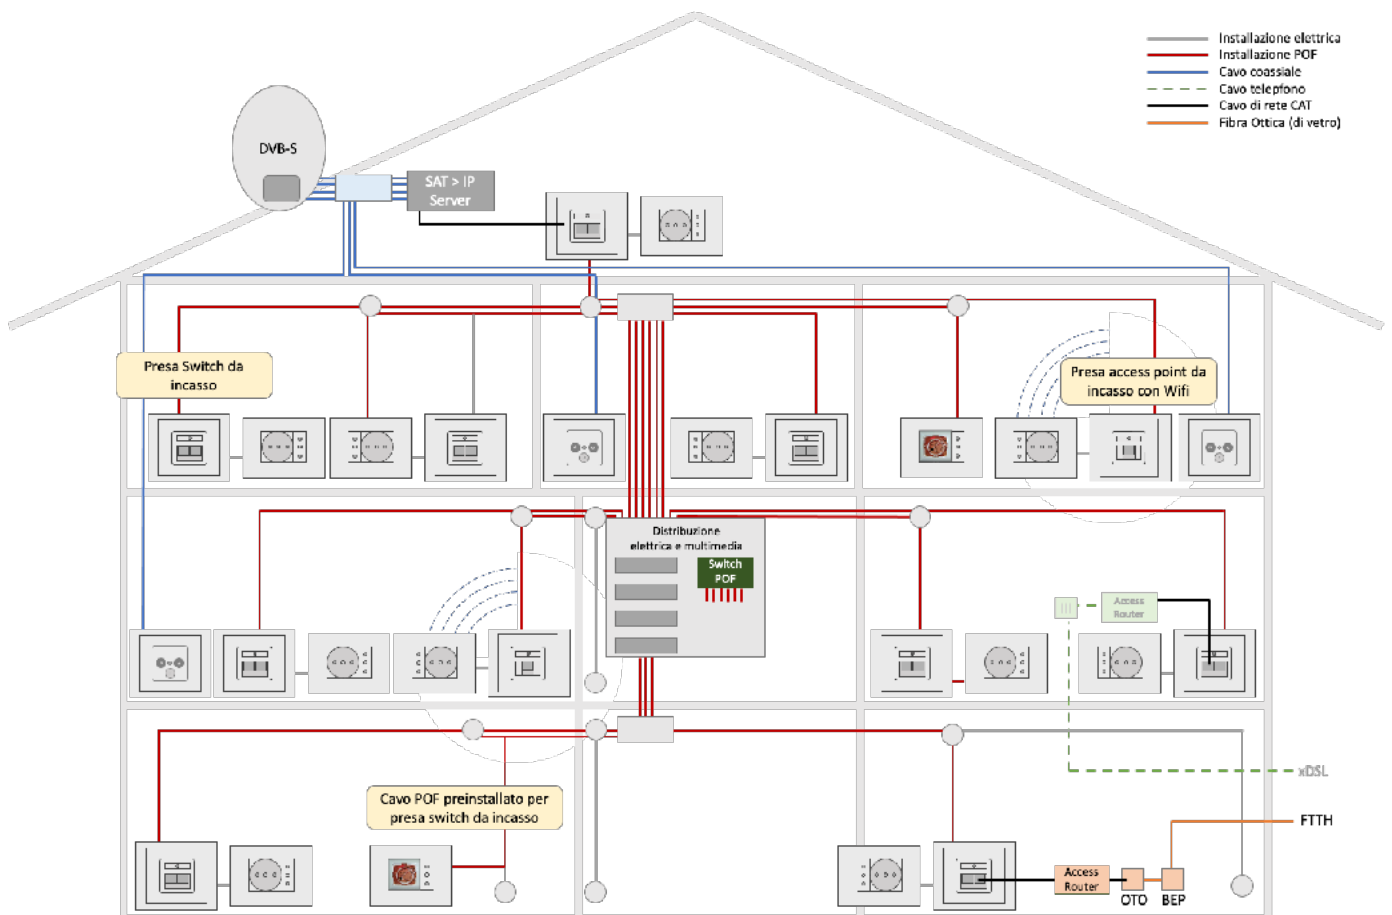 Installazione elettrica
Installazione POF
Cavo coassiale
Cavo telepfono
Cavo di rete CAT
Fibra Ottica (di vetro)
DVB-S
SAT > IP
Server
Presa Switch da
incasso
Presa access point da
incasso con Wifi
Distribuzione
elettrica e multimedia
Switch
POF
Access
Router
xDSL
Cavo POF preinstallato per
presa switch da incasso
FTTH
Access
Router
OTO
BEP